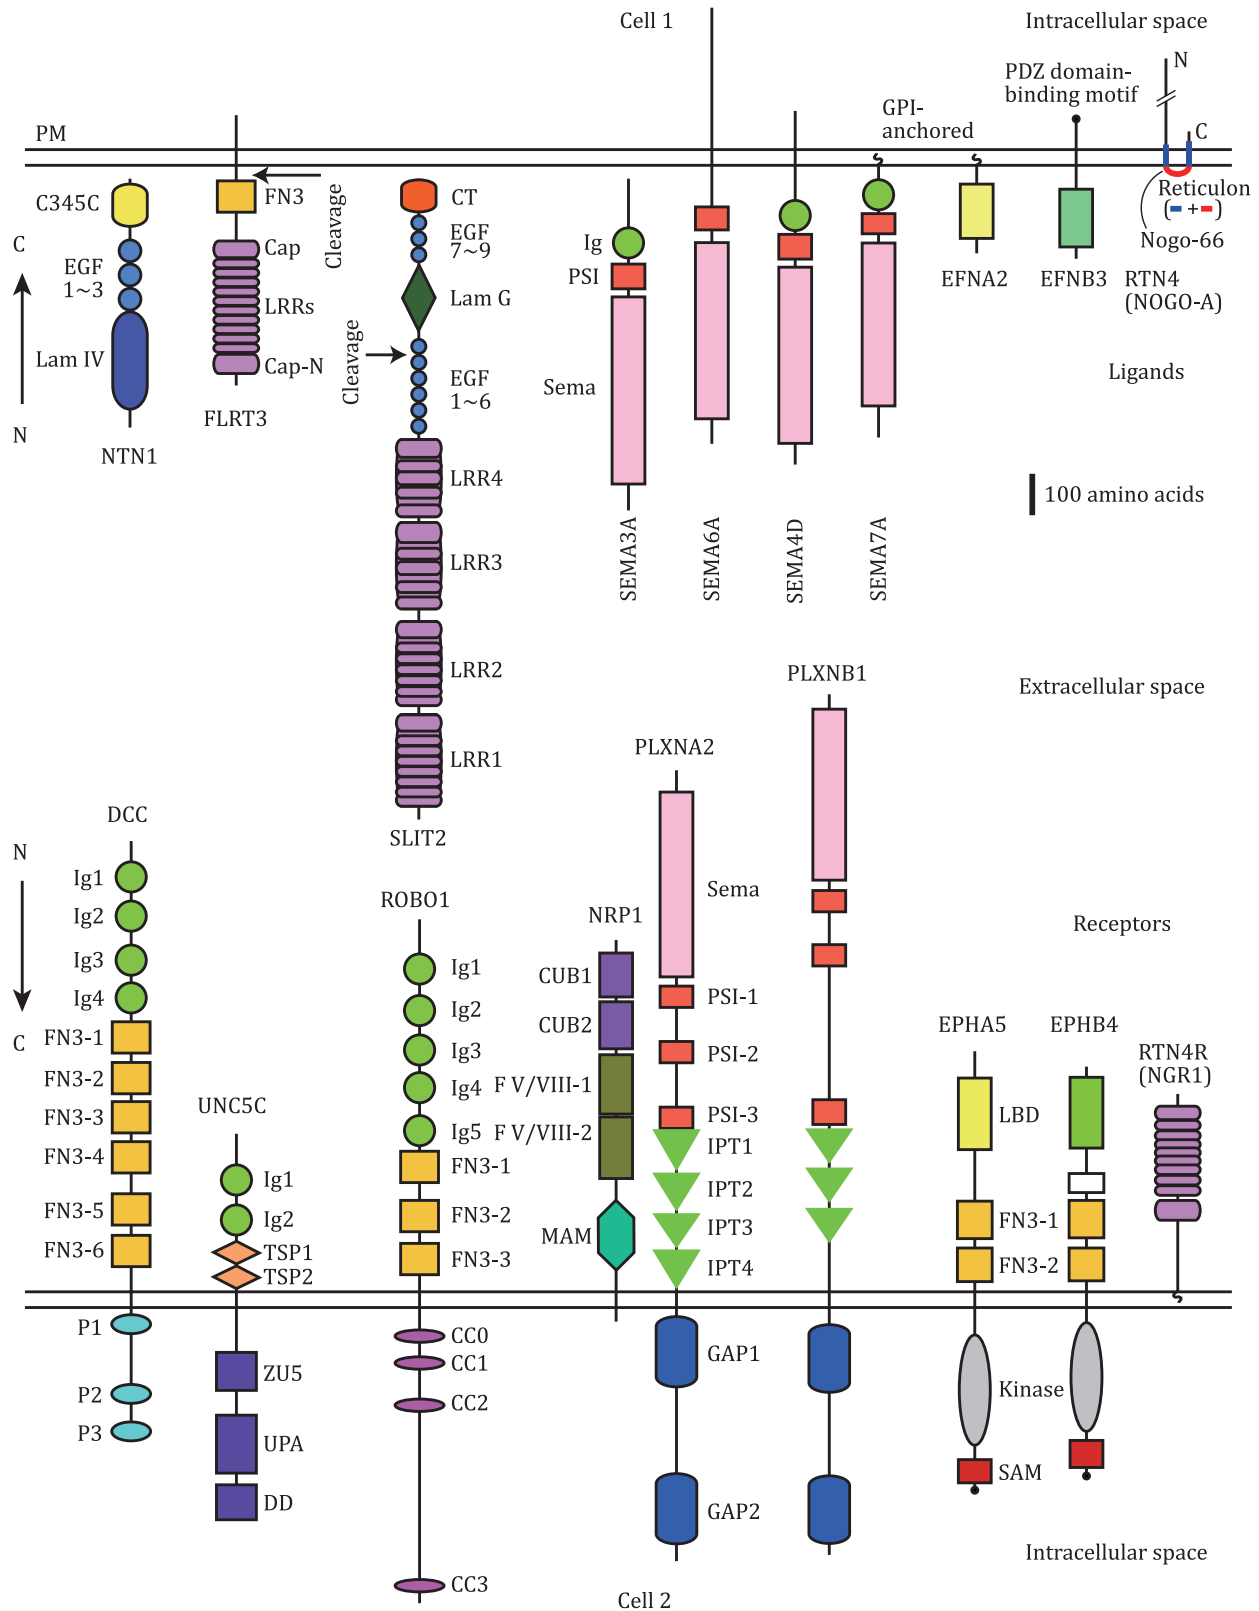 Cell 1
Intracellular space
PDZ domain-
binding motif
N
GPI-
anchored
PM
C
C345C
FN3
Cleavage
CT
EGF
7~9
Reticulon
( + )
Nogo-66
C
EGF
1~3
Cap
Ig
PSI
EFNA2
EFNB3
RTN4
(NOGO-A)
LRRs
Lam G
Lam IV
Cap-N
Cleavage
EGF
1~6
Sema
Ligands
N
FLRT3
NTN1
LRR4
100 amino acids
SEMA3A
SEMA6A
SEMA4D
SEMA7A
LRR3
LRR2
PLXNB1
Extracellular space
LRR1
PLXNA2
DCC
SLIT2
N
Ig1
Ig2
Ig3
Ig4
ROBO1
NRP1
Sema
Receptors
Ig1
Ig2
Ig3
Ig4
Ig5
CUB1
CUB2
F V/VIII-1
F V/VIII-2
PSI-1
PSI-2
PSI-3
C
FN3-1
FN3-2
FN3-3
FN3-4
FN3-5
FN3-6
EPHA5
EPHB4
RTN4R
(NGR1)
UNC5C
LBD
Ig1
Ig2
TSP1
TSP2
FN3-1
FN3-2
FN3-3
MAM
IPT1
IPT2
IPT3
IPT4
FN3-1
FN3-2
P1
P2
P3
ZU5
UPA
DD
CC0
CC1
CC2
CC3
GAP1
GAP2
Kinase
SAM
Intracellular space
Cell 2